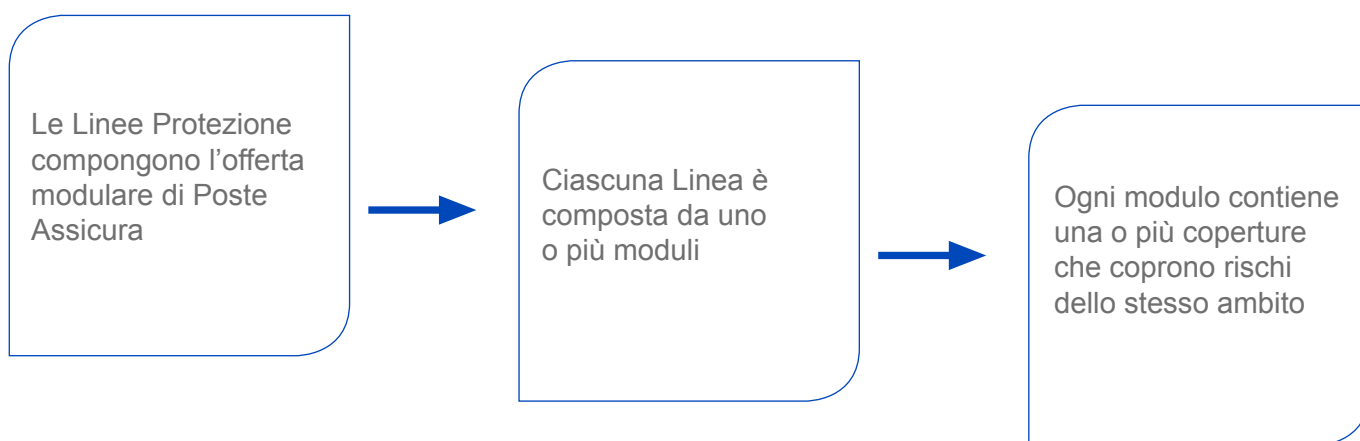 Le Linee Protezione
compongono l’offerta
modulare di Poste
Assicura
Ciascuna Linea è
composta da uno
o più moduli
Ogni modulo contiene
una o più coperture
che coprono rischi
dello stesso ambito